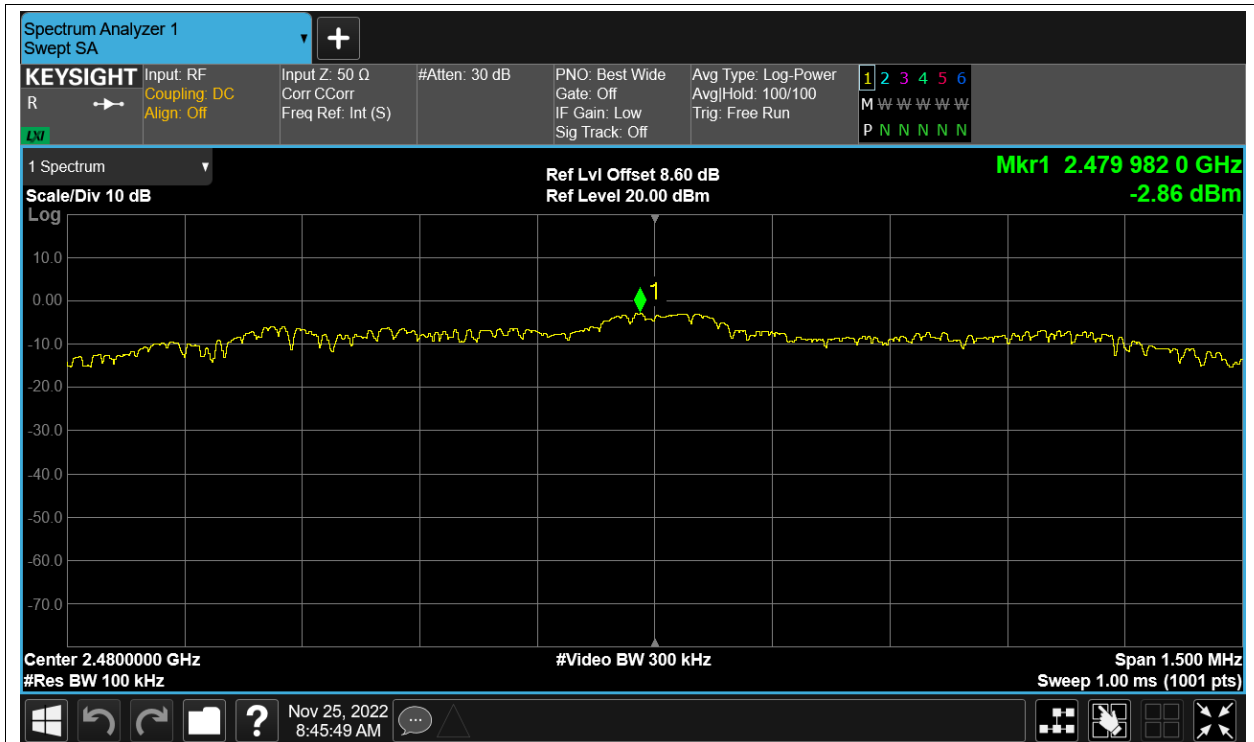 Spectrum Analyzer 1
Swept SA
+
KEYSIGHT
R
LXI
Input: RF
Coupling: DC
Align: Off
Input Z: 50 Ω
Corr CCorr
Freq Ref: Int (S)
#Atten: 30 dB
PNO: Best Wide
Gate: Off
IF Gain: Low
Sig Track: Off
Avg Type: Log-Power
Avg|Hold: 100/100
Trig: Free Run
1 2 3 4 5 6
M W W W W W
P N N N N N
1 Spectrum
Scale/Div 10 dB
Log
Ref Lvl Offset 8.60 dB
Ref Level 20.00 dBm
Mkr1 2.479 982 0 GHz
-2.86 dBm
1
10.0
0.00
-10.0
-20.0
-30.0
-40.0
-50.0
-60.0
-70.0
Center 2.4800000 GHz
#Res BW 100 kHz
#Video BW 300 kHz
Span 1.500 MHz
Sweep 1.00 ms (1001 pts)
?
Nov 25, 2022
8:45:49 AM